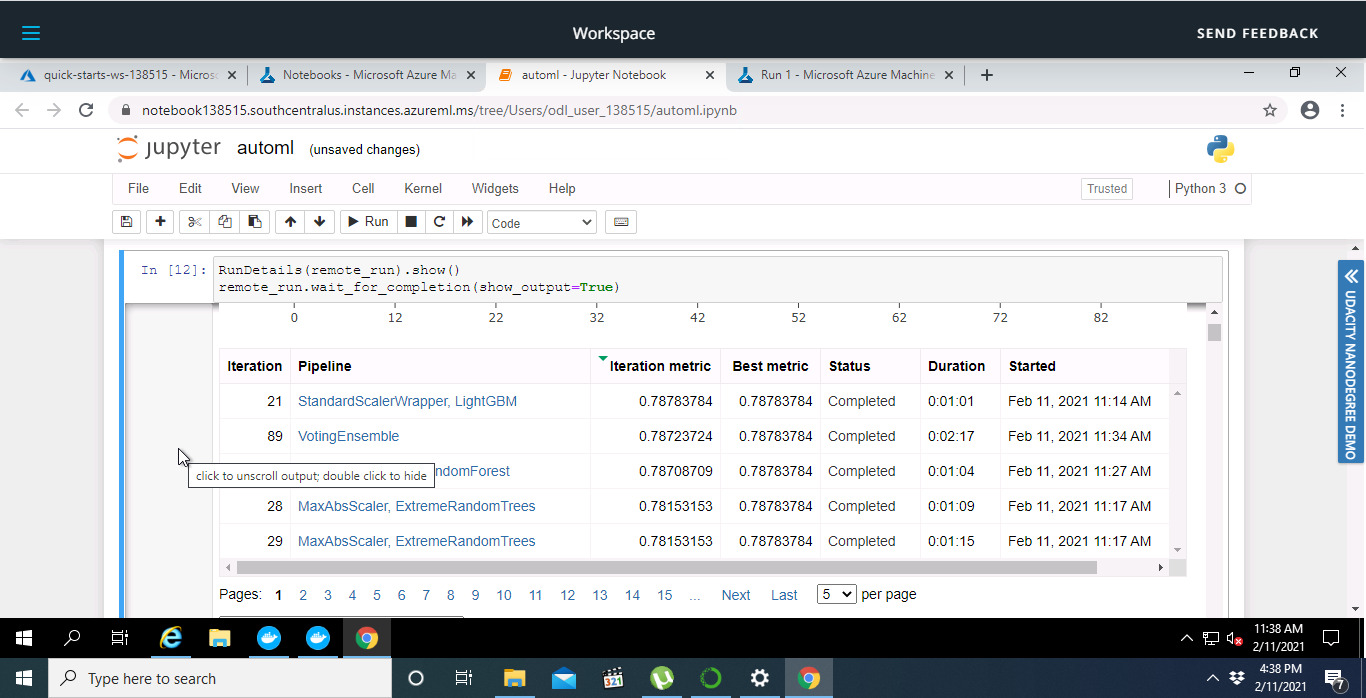 Workspace
SEND FEEDBACK
quick-starts-ws-138515 - Micros
Notebooks - Microsoft Azure Ma
automl - Jupyter Notebook
Run 1 - Microsoft Azure Machine
notebook138515.southcentralus.instances.azureml.ms/tree/Users/odl_user_138515/automl.ipynb
jupyter automl (unsaved changes)
File Edit View Insert Cell Kernel Widgets Help
Trusted
Python 3
Run
Code
In [12]:
RunDetails(remote_run).show()
remote_run.wait_for_completion(show_output=True)
0 12 22 32 42 52 62 72 82
Iteration Pipeline Iteration metric Best metric Status Duration Started
21 StandardScalerWrapper, LightGBM 0.78783784 0.78783784 Completed 0:01:01 Feb 11, 2021 11:14 AM
89 VotingEnsemble 0.78723724 0.78783784 Completed 0:02:17 Feb 11, 2021 11:34 AM
ndomForest 0.78708709 0.78783784 Completed 0:01:04 Feb 11, 2021 11:27 AM
click to unscroll output; double click to hide
28 MaxAbsScaler, ExtremeRandomTrees 0.78153153 0.78783784 Completed 0:01:09 Feb 11, 2021 11:17 AM
29 MaxAbsScaler, ExtremeRandomTrees 0.78153153 0.78783784 Completed 0:01:15 Feb 11, 2021 11:17 AM
Pages: 1 2 3 4 5 6 7 8 9 10 11 12 13 14 15 ... Next Last 5 per page
UDACITY NANODEGREE DEMO
11:38 AM
2/11/2021
Type here to search
321
4:38 PM
2/11/2021
7